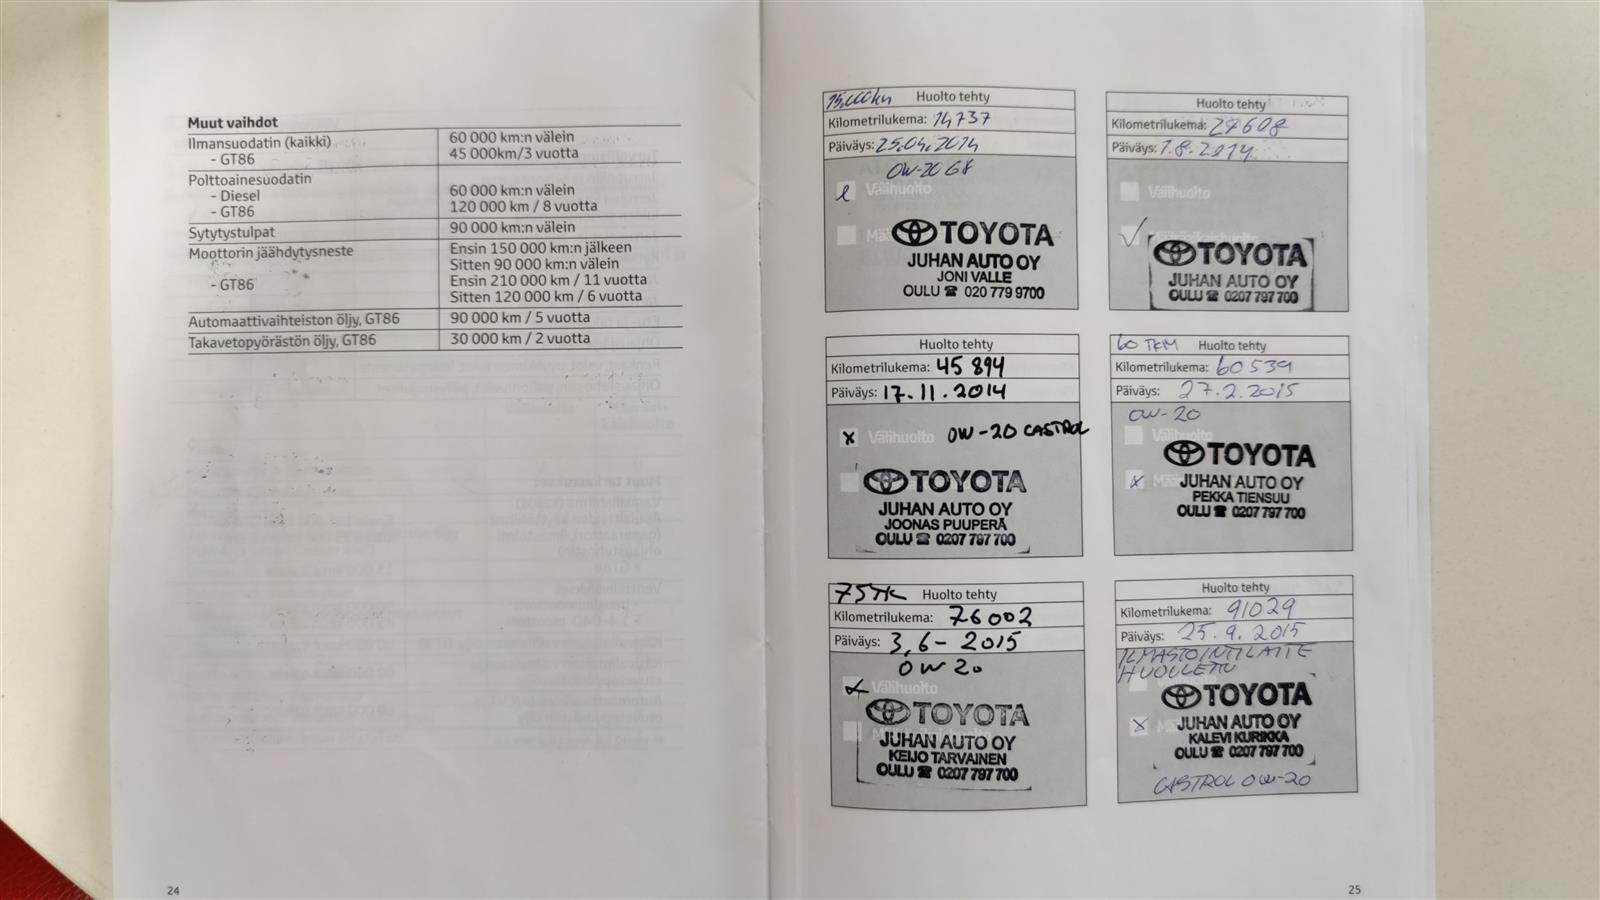 Muut vaihdot
Ilmansuodatin (kaikki) 60 000 km:n välein
- GT86 45 000km/3 vuotta
Polttoainesuodatin
- Diesel 60 000 km:n välein
- GT86 120 000 km / 8 vuotta
Sytytystulpat 90 000 km:n välein
Moottorin jäähdytysneste Ensin 150 000 km:n jälkeen
Sitten 90 000 km:n välein
- GT86 Ensin 210 000 km / 11 vuotta
Sitten 120 000 km / 6 vuotta
Automaattivaihteiston öljy, GT86 90 000 km / 5 vuotta
Takavetopyörästön öljy, GT86 30 000 km / 2 vuotta
24
15.000km Huolto tehty
Kilometrilukema: 14737
Päiväys: 25.04.2014
0W-20
Välihuolto
TOYOTA
JUHAN AUTO OY
JONI VALLE
OULU ☎ 020 779 9700
Huolto tehty
Kilometrilukema: 29608
Päiväys: 1.8.2014
Välihuolto
TOYOTA
JUHAN AUTO OY
OULU ☎ 0207 797 700
Huolto tehty
Kilometrilukema: 45 894
Päiväys: 17.11.2014
x Välihuolto 0W-20 CASTROL
TOYOTA
JUHAN AUTO OY
JOONAS PUUPERÄ
OULU ☎ 0207 797 700
60 TKM Huolto tehty
Kilometrilukema: 60539
Päiväys: 27.2.2015
0W-20
Välihuolto
TOYOTA
x JUHAN AUTO OY
PEKKA TIENSUU
OULU ☎ 0207 797 700
75TK Huolto tehty
Kilometrilukema: 76002
Päiväys: 3.6-2015
0W20
Välihuolto
TOYOTA
JUHAN AUTO OY
KEIJO TARVAINEN
OULU ☎ 0207 797 700
Huolto tehty
Kilometrilukema: 91029
Päiväys: 25.9.2015
ILMASTOINTILAITE
HUOLLETTU
TOYOTA
x JUHAN AUTO OY
KALEVI KURIKKA
OULU ☎ 0207 797 700
CASTROL 0W-20
25